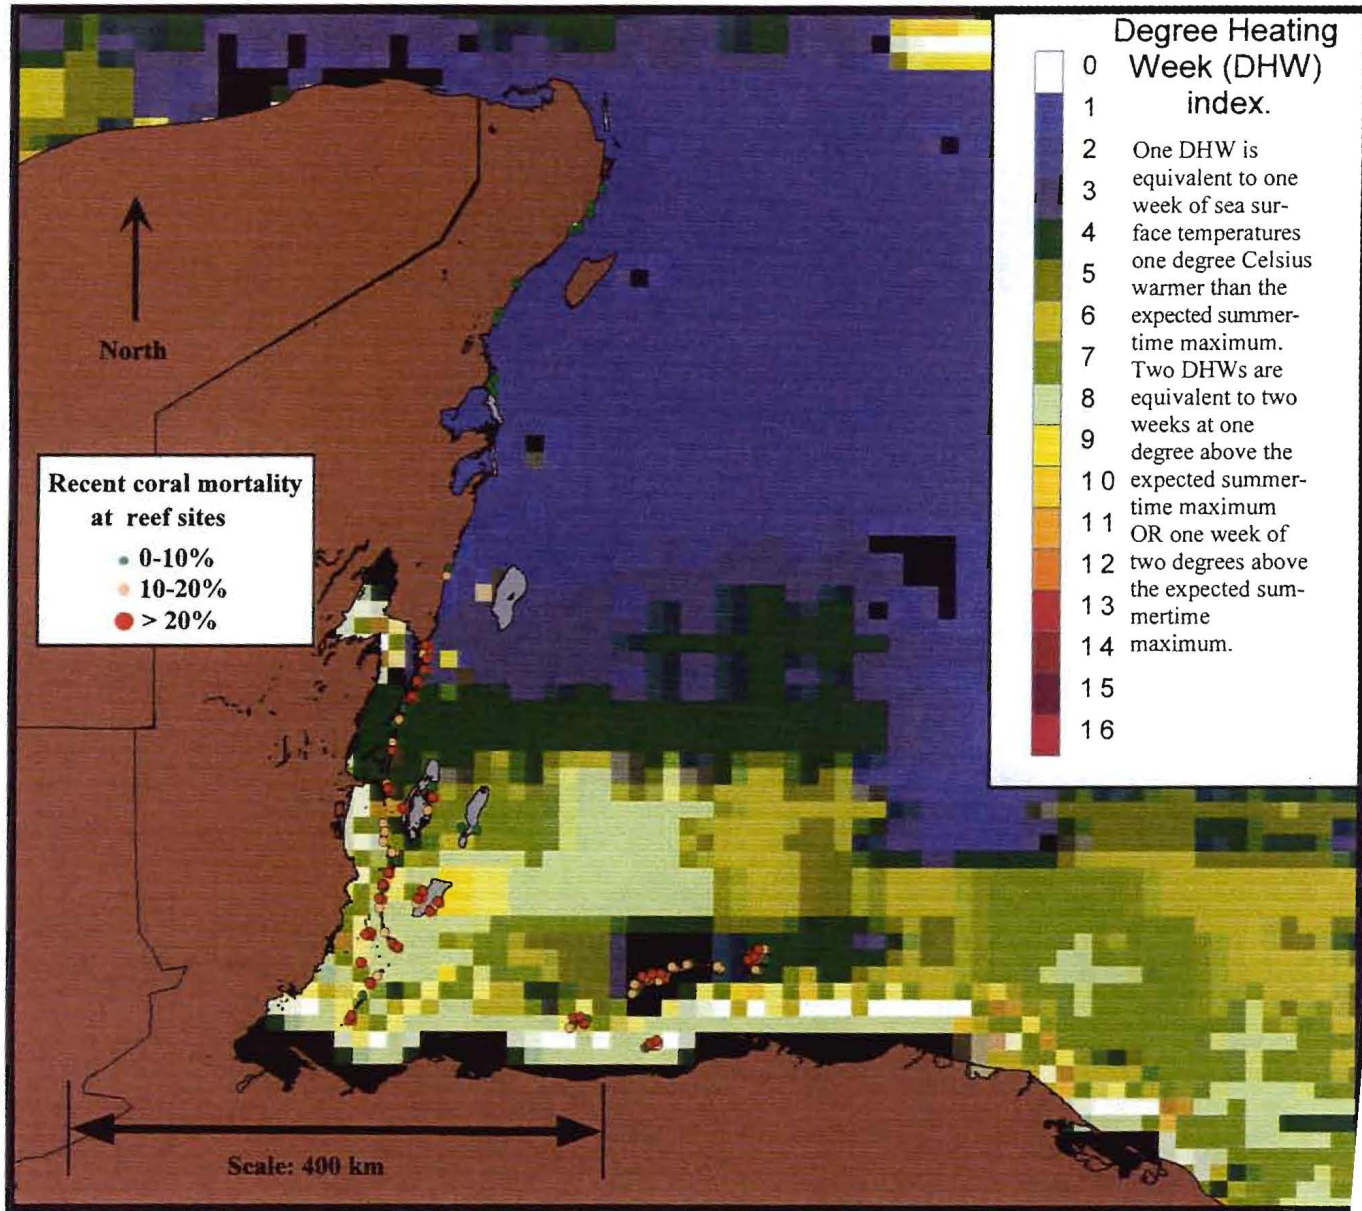 North
Recent coral mortality
at reef sites
0-10%
10-20%
> 20%
Scale: 400 km
Degree Heating
Week (DHW)
index.
0
1
2
3
4
5
6
7
8
9
10
11
12
13
14
15
16
One DHW is
equivalent to one
week of sea sur-
face temperatures
one degree Celsius
warmer than the
expected summer-
time maximum.
Two DHWs are
equivalent to two
weeks at one
degree above the
expected summer-
time maximum
OR one week of
two degrees above
the expected sum-
mertime
maximum.